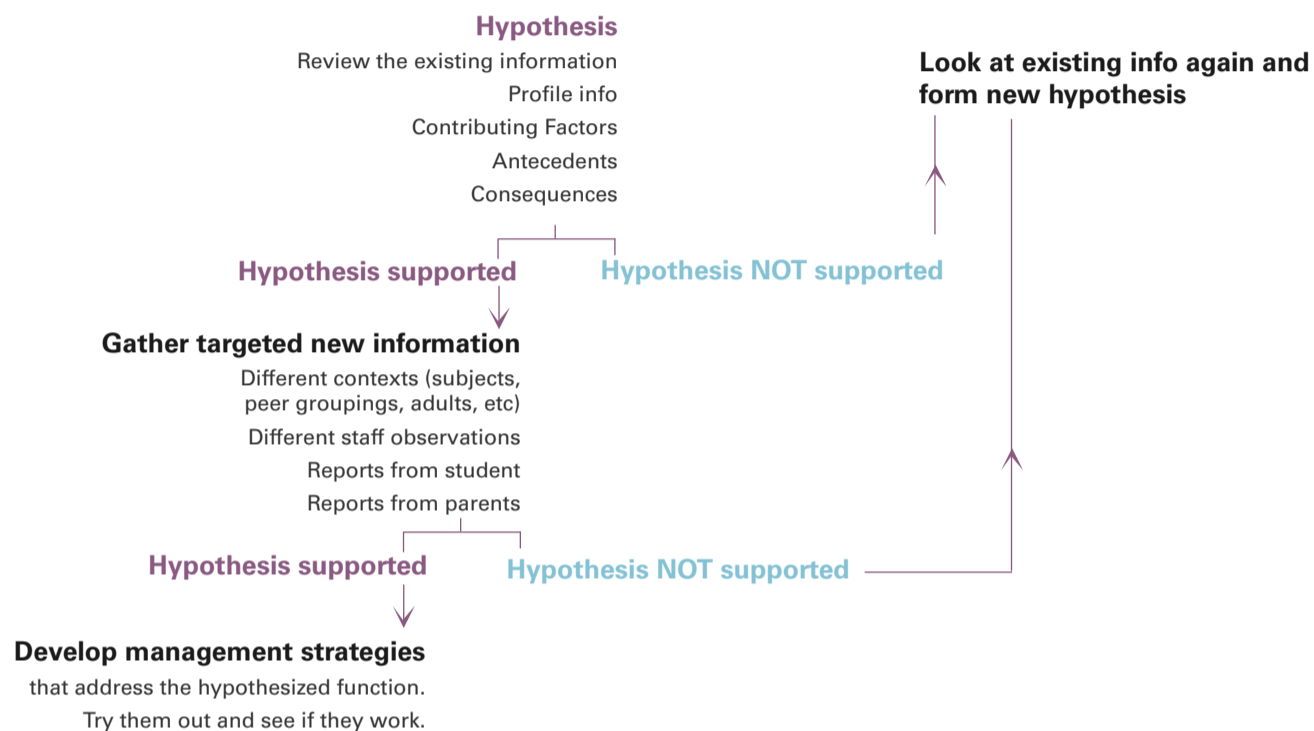 Hypothesis
Review the existing information
Profile info
Contributing Factors
Antecedents
Consequences
Look at existing info again and
form new hypothesis
Hypothesis supported
Hypothesis NOT supported
Gather targeted new information
Different contexts (subjects,
peer groupings, adults, etc)
Different staff observations
Reports from student
Reports from parents
Hypothesis supported
Hypothesis NOT supported
Develop management strategies
that address the hypothesized function.
Try them out and see if they work.